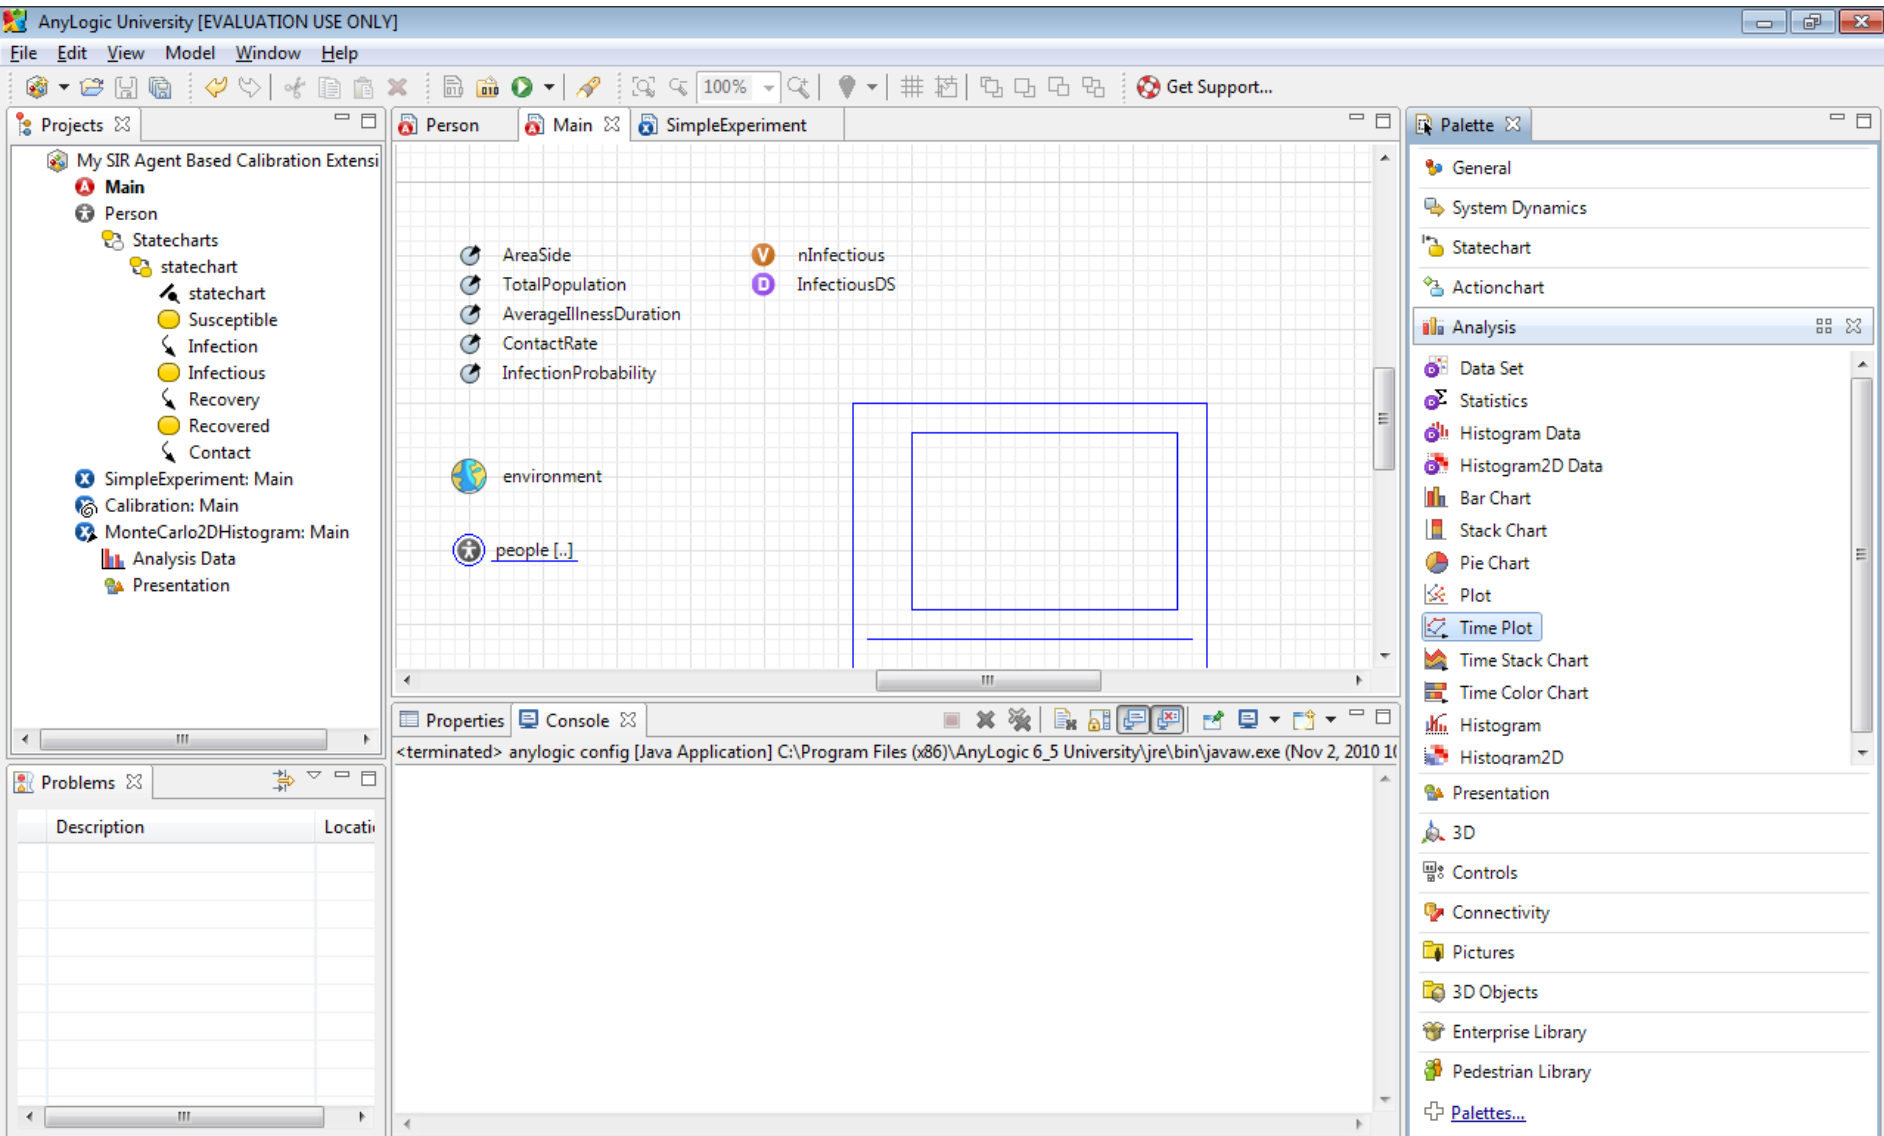 AnyLogic University [EVALUATION USE ONLY]
File Edit View Model Window Help
100%
Get Support...
Projects
My SIR Agent Based Calibration Extensi
Main
Person
Statecharts
statechart
statechart
Susceptible
Infection
Infectious
Recovery
Recovered
Contact
SimpleExperiment: Main
Calibration: Main
MonteCarlo2DHistogram: Main
Analysis Data
Presentation
Problems
Description Locatio
Person Main SimpleExperiment
AreaSide
TotalPopulation
AverageIllnessDuration
ContactRate
InfectionProbability
nInfectious
InfectiousDS
environment
people [..]
Properties Console
<terminated> anylogic config [Java Application] C:\Program Files (x86)\AnyLogic 6_5 University\jre\bin\javaw.exe (Nov 2, 2010 10
Palette
General
System Dynamics
Statechart
Actionchart
Analysis
Data Set
Statistics
Histogram Data
Histogram2D Data
Bar Chart
Stack Chart
Pie Chart
Plot
Time Plot
Time Stack Chart
Time Color Chart
Histogram
Histogram2D
Presentation
3D
Controls
Connectivity
Pictures
3D Objects
Enterprise Library
Pedestrian Library
Palettes...